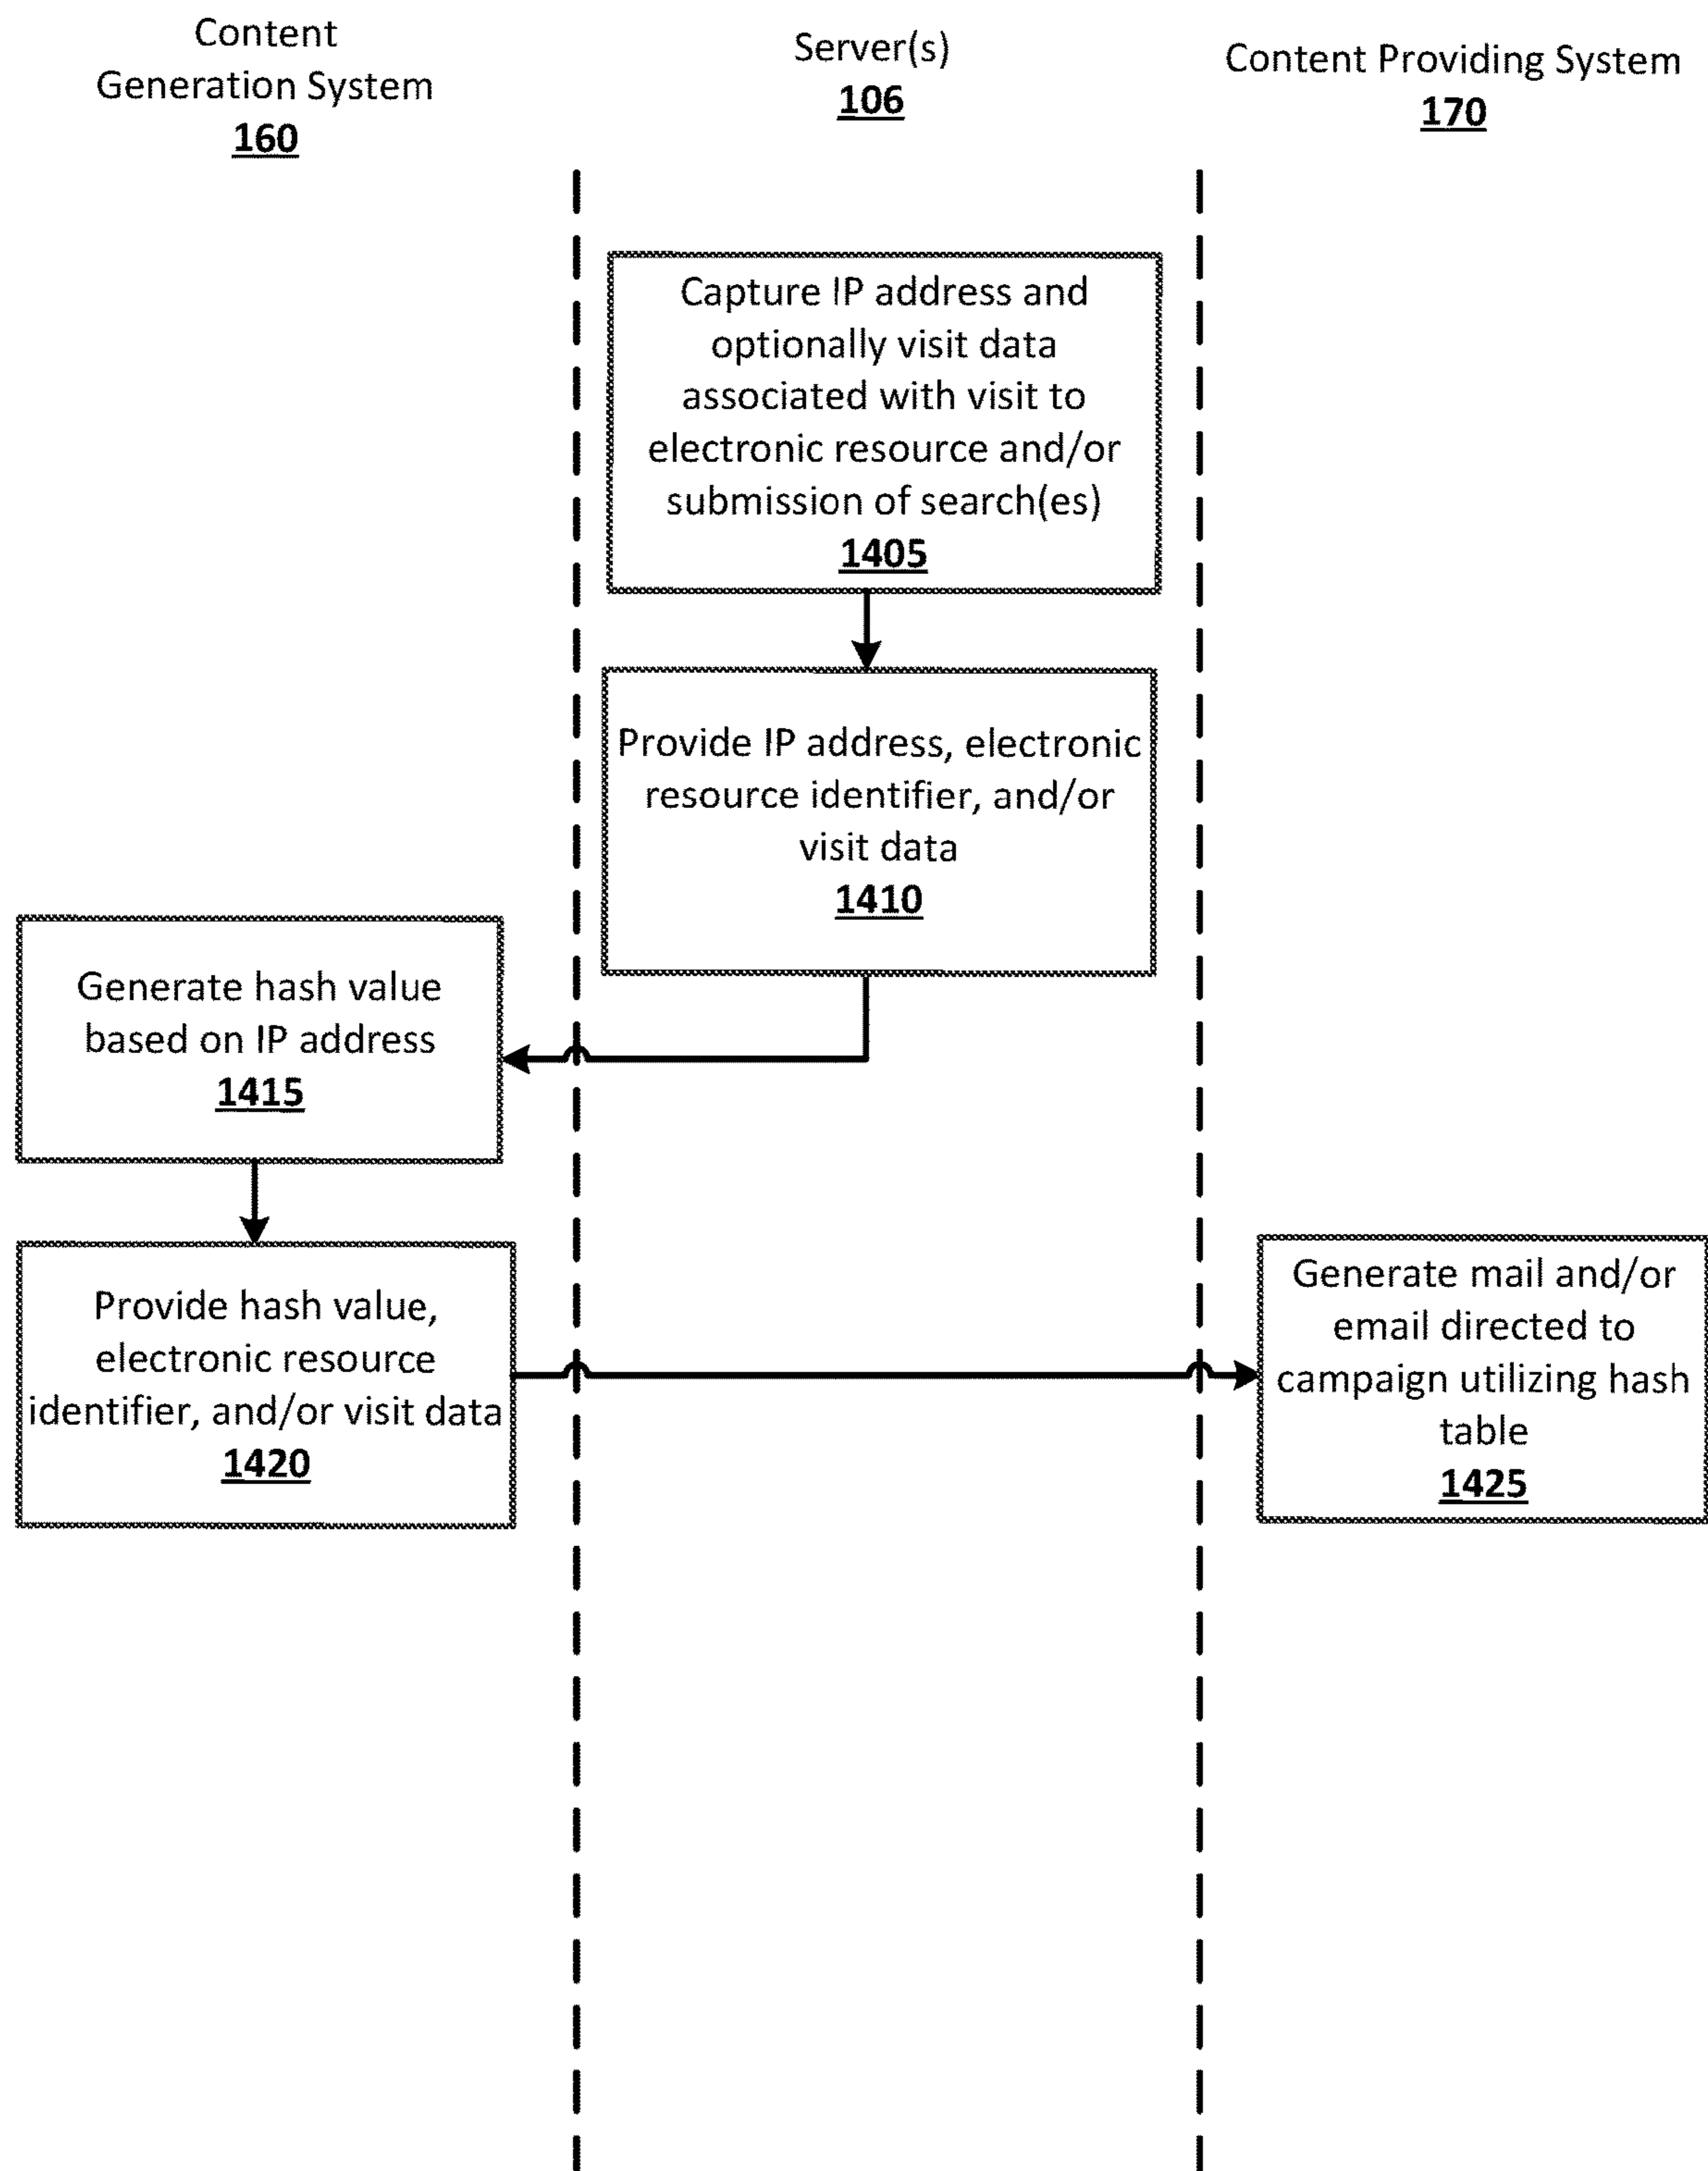 Content
Generation System
160
Server(s)
106
Content Providing System
170
Capture IP address and
optionally visit data
associated with visit to
electronic resource and/or
submission of search(es)
1405
Provide IP address, electronic
resource identifier, and/or
visit data
1410
Generate hash value
based on IP address
1415
Provide hash value,
electronic resource
identifier, and/or visit data
1420
Generate mail and/or
email directed to
campaign utilizing hash
table
1425